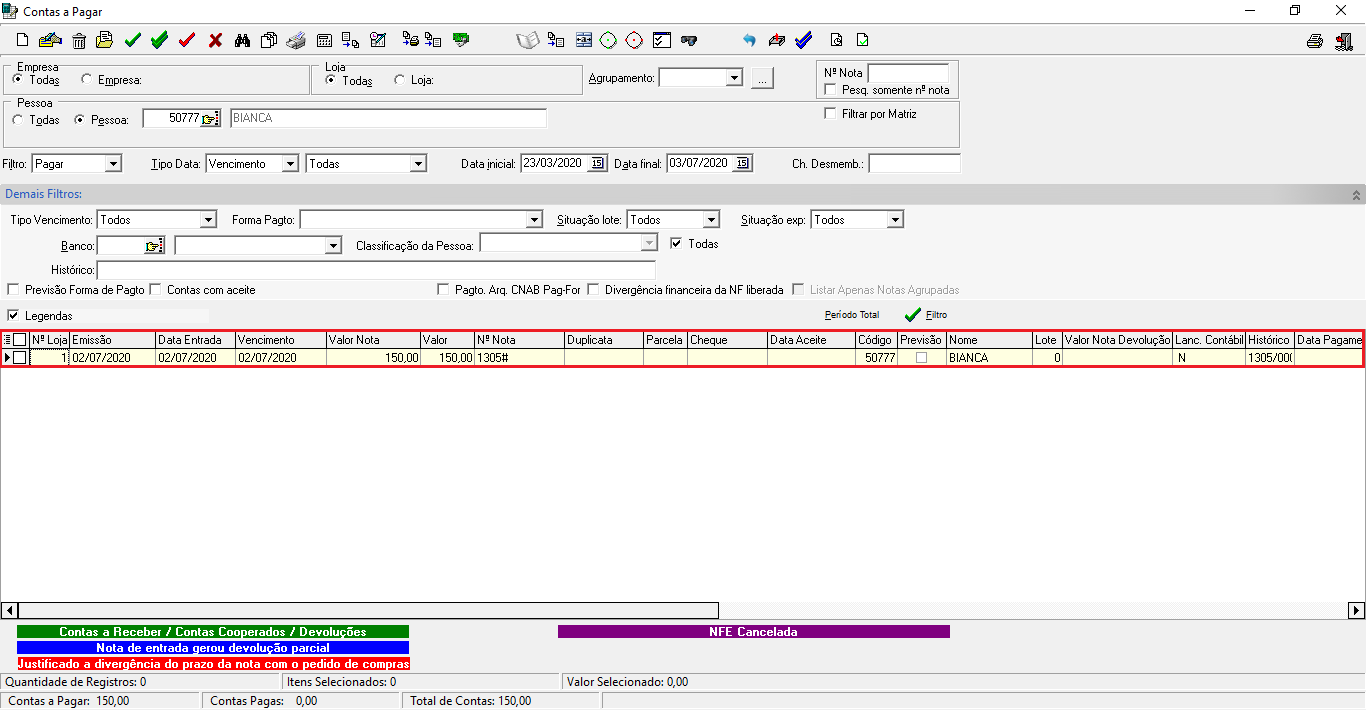 Contas a Pagar
Empresa
Todas Empresa:
Loja
Todas Loja:
Agrupamento: ...
Nº Nota
Pesq. somente nº nota
Pessoa
Todas Pessoa: 50777 BIANCA
Filtrar por Matriz
Filtro: Pagar Tipo Data: Vencimento Todas Data inicial: 23/03/2020 15 Data final: 03/07/2020 15 Ch. Desmemb.:
Demais Filtros:
Tipo Vencimento: Todos Forma Pagto: Situação lote: Todos Situação exp: Todos
Banco: Classificação da Pessoa: Todas
Histórico:
Previsão Forma de Pagto Contas com aceite Pagto. Arq. CNAB Pag-For Divergência financeira da NF liberada Listar Apenas Notas Agrupadas
Legendas Período Total Filtro
Nº Loja Emissão Data Entrada Vencimento Valor Nota Valor Nº Nota Duplicata Parcela Cheque Data Aceite Código Previsão Nome Lote Valor Nota Devolução Lanc. Contábil Histórico Data Pagame
1 02/07/2020 02/07/2020 02/07/2020 150,00 150,00 1305# 50777 BIANCA 0 N 1305/00(
Contas a Receber / Contas Cooperados / Devoluções NFE Cancelada
Nota de entrada gerou devolução parcial
Justificado a divergência do prazo da nota com o pedido de compras
Quantidade de Registros: 0 Itens Selecionados: 0 Valor Selecionado: 0,00
Contas a Pagar: 150,00 Contas Pagas: 0,00 Total de Contas: 150,00